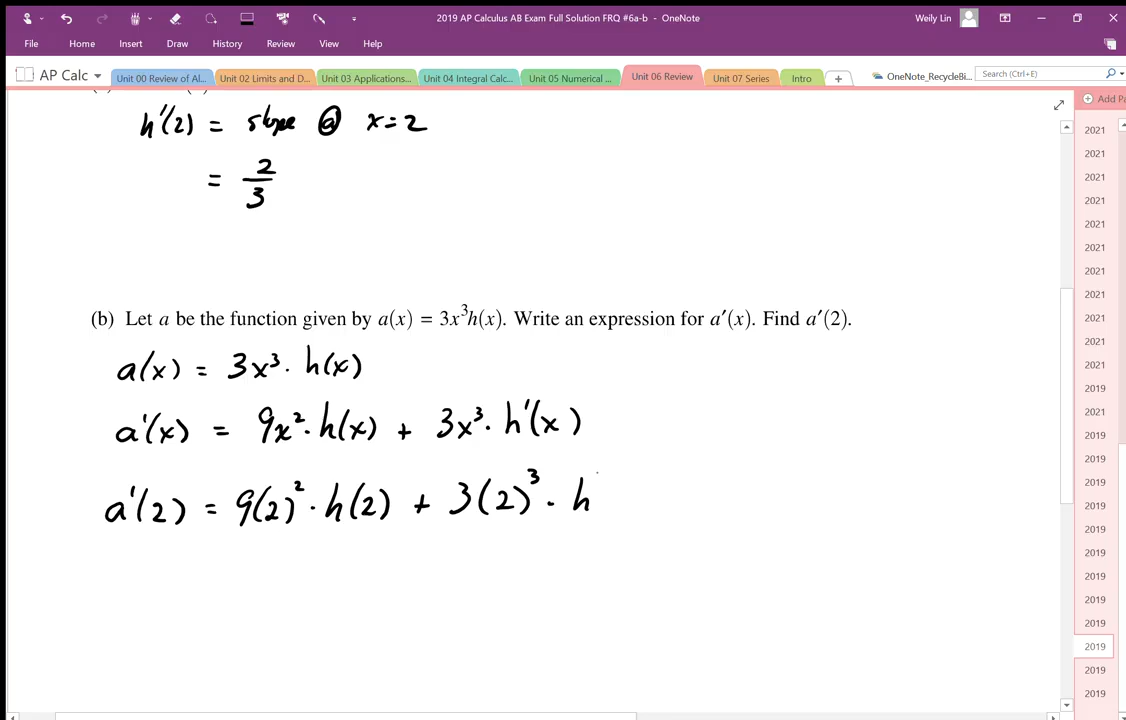 2019 AP Calculus AB Exam Full Solution FRQ #6a-b - OneNote
Weily Lin
File Home Insert Draw History Review View Help
AP Calc
Unit 00 Review of Al... Unit 02 Limits and D... Unit 03 Applications... Unit 04 Integral Calc... Unit 05 Numerical ... Unit 06 Review Unit 07 Series Intro
OneNote_RecycleBi...
Search (Ctrl+E)
Add Pa
h'(2) = slope @ x=2
= 2/3
(b) Let a be the function given by a(x) = 3x³h(x). Write an expression for a′(x). Find a′(2).
a(x) = 3x³· h(x)
a'(x) = 9x²· h(x) + 3x³· h'(x)
a'(2) = 9(2)² · h(2) + 3(2)³ · h
2021
2021
2021
2021
2021
2021
2021
2021
2021
2021
2021
2019
2021
2019
2019
2019
2019
2019
2019
2019
2019
2019
2019
2019
2019